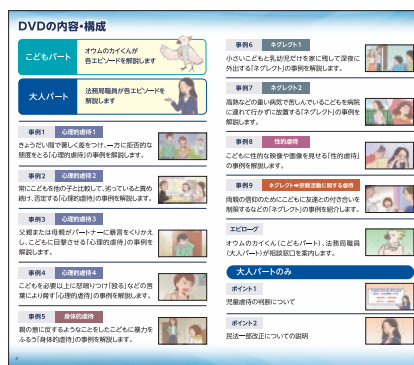 DVDの内容・構成
こどもパート
オウムのカイくんが
各エピソードを解説します
大人パート
法務局職員が各エピソードを
解説します
事例1 心理的虐待1
きょうだい間で著しく差をつけ、一方に拒否的な
態度をとる「心理的虐待」の事例を解説します。
事例2 心理的虐待2
常にこどもを他の子と比較して、劣っていると責め
続け、否定する「心理的虐待」の事例を解説します。
事例3 心理的虐待3
父親または母親がパートナーに暴言をくりかえ
し、こどもに目撃させる「心理的虐待」の事例を
解説します。
事例4 心理的虐待4
こどもを必要以上に怒鳴りつけ「殴る」などの言
葉により脅す「心理的虐待」の事例を解説します。
事例5 身体的虐待
親の意に反するようなことをしたこどもに暴力を
ふるう「身体的虐待」の事例を解説します。
事例6 ネグレクト1
小さいこどもと乳幼児だけを家に残して深夜に
外出する「ネグレクト」の事例を解説します。
事例7 ネグレクト2
高熱などの重い病気で苦しんでいるこどもを病院
に連れて行かずに放置する「ネグレクト」の事例を
解説します。
事例8 性的虐待
こどもに性的な映像や画像を見せる「性的虐待」
の事例を解説します。
事例9 ネグレクト⇒宗教活動に関する虐待
両親の信仰のためにこどもに友達との付き合いを
制限するなどの「ネグレクト」の事例を紹介します。
エピローグ
オウムのカイくん(こどもパート)、法務局職員
(大人パート)が相談窓口を案内します。
大人パートのみ
ポイント1
児童虐待の判断について
ポイント2
民法一部改正についての説明
4